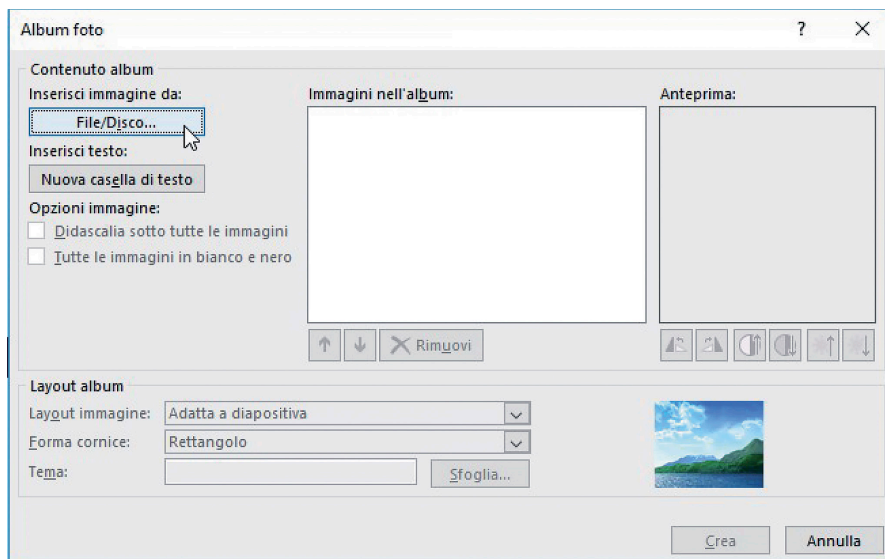 Album foto
?
Contenuto album
Inserisci immagine da:
File/Disco...
Inserisci testo:
Nuova casella di testo
Opzioni immagine:
Didascalia sotto tutte le immagini
Tutte le immagini in bianco e nero
Immagini nell'album:
Rimuovi
Anteprima:
Layout album
Layout immagine: Adatta a diapositiva
Forma cornice: Rettangolo
Tema:
Sfoglia...
Crea
Annulla